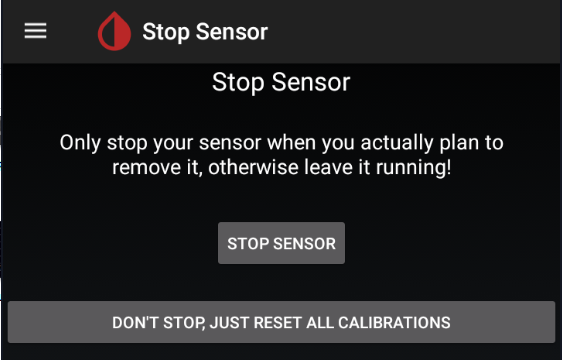 Stop Sensor
Stop Sensor
Only stop your sensor when you actually plan to
remove it, otherwise leave it running!
STOP SENSOR
DON'T STOP, JUST RESET ALL CALIBRATIONS